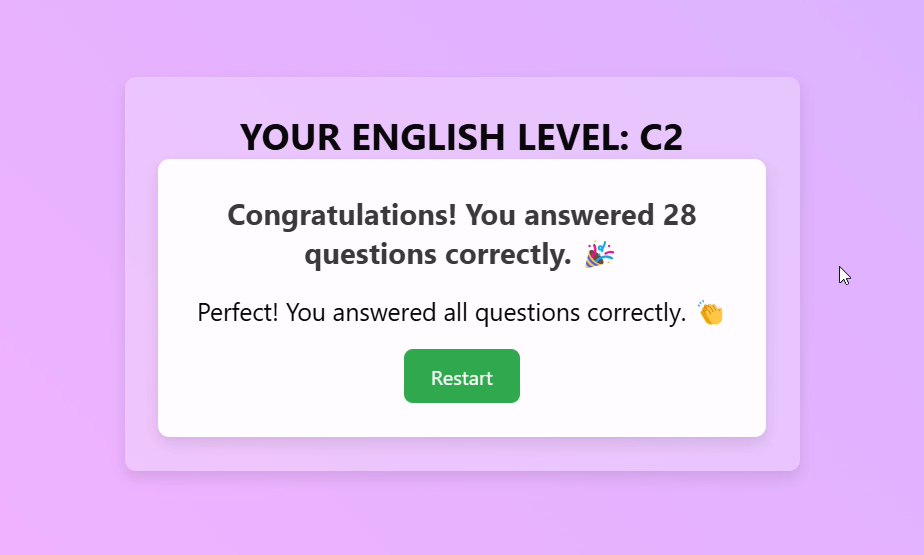 YOUR ENGLISH LEVEL: C2
Congratulations! You answered 28
questions correctly. 🎉
Perfect! You answered all questions correctly. 👏
Restart